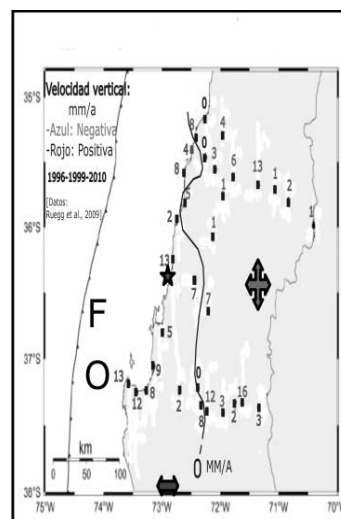 Velocidad vertical:
mm/a
-Azul: Negativa
-Rojo: Positiva
1996-1999-2010
[Datos:
Ruegg et al., 2009]
35°S
36°S
37°S
38°S
0
8
4
0
4
3
8
6
13
1
2
5
1
1
2
1
13
7
7
5
9
13
12
8
2
0
12
8
3
2
16
3
F
O
km
0
50
100
0 MM/A
74°W
73°W
72°W
71°W
70°W